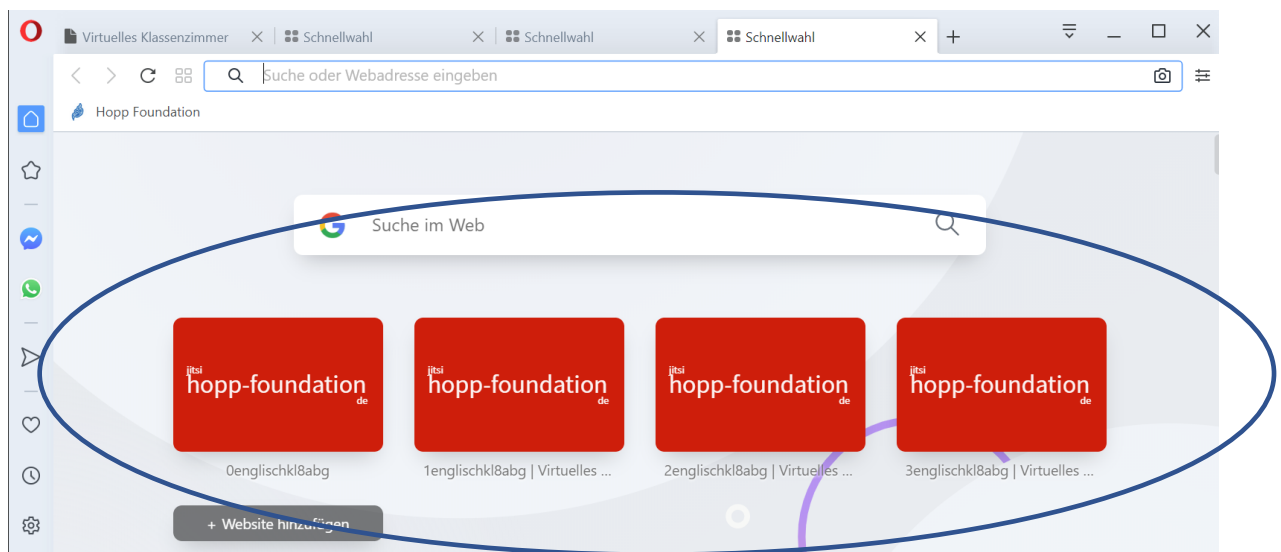 Virtuelles Klassenzimmer
Schnellwahl
Schnellwahl
Schnellwahl
Suche oder Webadresse eingeben
Hopp Foundation
Suche im Web
jitsi
hopp-foundation
de
jitsi
hopp-foundation
de
jitsi
hopp-foundation
de
jitsi
hopp-foundation
de
0englischkl8abg
1englischkl8abg | Virtuelles ...
2englischkl8abg | Virtuelles ...
3englischkl8abg | Virtuelles ...
+ Website hinzufügen